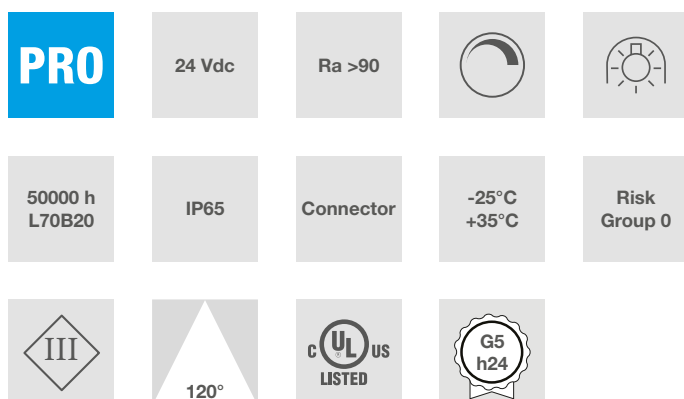 PRO
24 Vdc
Ra >90
50000 h
L70B20
IP65
Connector
-25°C
+35°C
Risk
Group 0
III
120°
C UL® US
LISTED
G5
h24